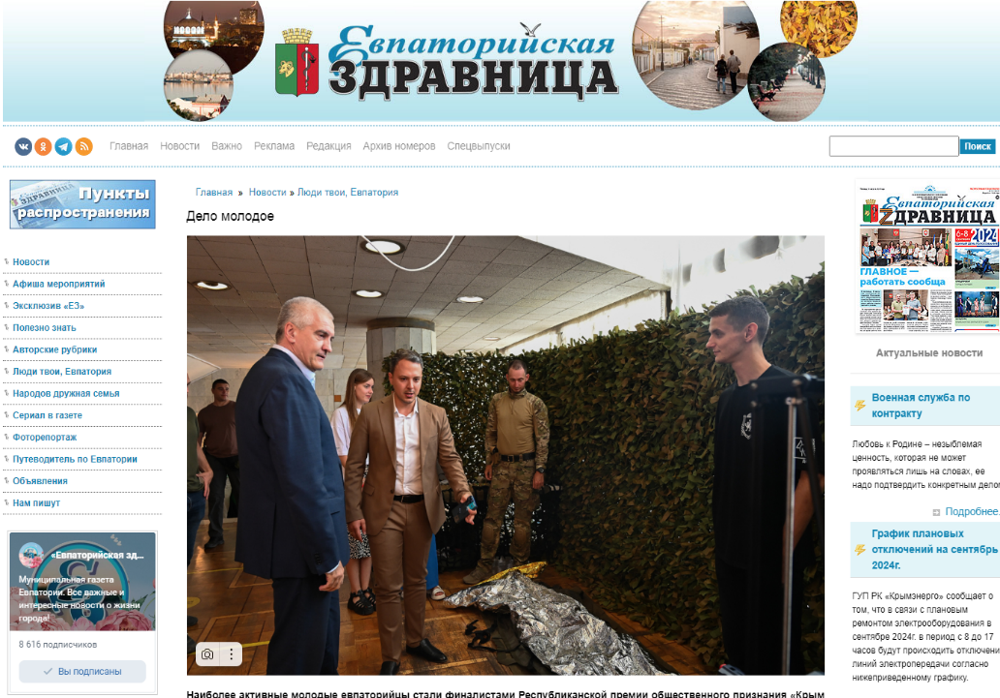 Евпаторийская
ЗДРАВНИЦА
Главная Новости Важно Реклама Редакция Архив номеров Спецвыпуски
Поиск
Пункты
распространения
Новости
Афиша мероприятий
Эксклюзив «ЕЗ»
Полезно знать
Авторские рубрики
Люди твои, Евпатория
Народов дружная семья
Сериал в газете
Фоторепортаж
Путеводитель по Евпатории
Объявления
Нам пишут
«Евпаторийская зд...
Муниципальная газета
Евпатории. Все важные и
интересные новости о жизни
города!
8 616 подписчиков
Вы подписаны
Главная » Новости » Люди твои, Евпатория
Дело молодое
Наиболее активные молодые евпаторийцы стали финалистами Республиканской премии общественного признания «Крым
Евпаторийская
ZДРАВНИЦА
6-8
2024
ГЛАВНОЕ —
работать сообща
Актуальные новости
Военная служба по
контракту
Любовь к Родине – незыблемая
ценность, которая не может
проявляться лишь на словах, ее
надо подтвердить конкретным дело
Подробнее.
График плановых
отключений на сентябрь
2024г.
ГУП РК «Крымэнерго» сообщает о
том, что в связи с плановым
ремонтом электрооборудования в
сентябре 2024г. в период с 8 до 17
часов будут происходить отключени
линий электропередачи согласно
нижеприведенному графику.